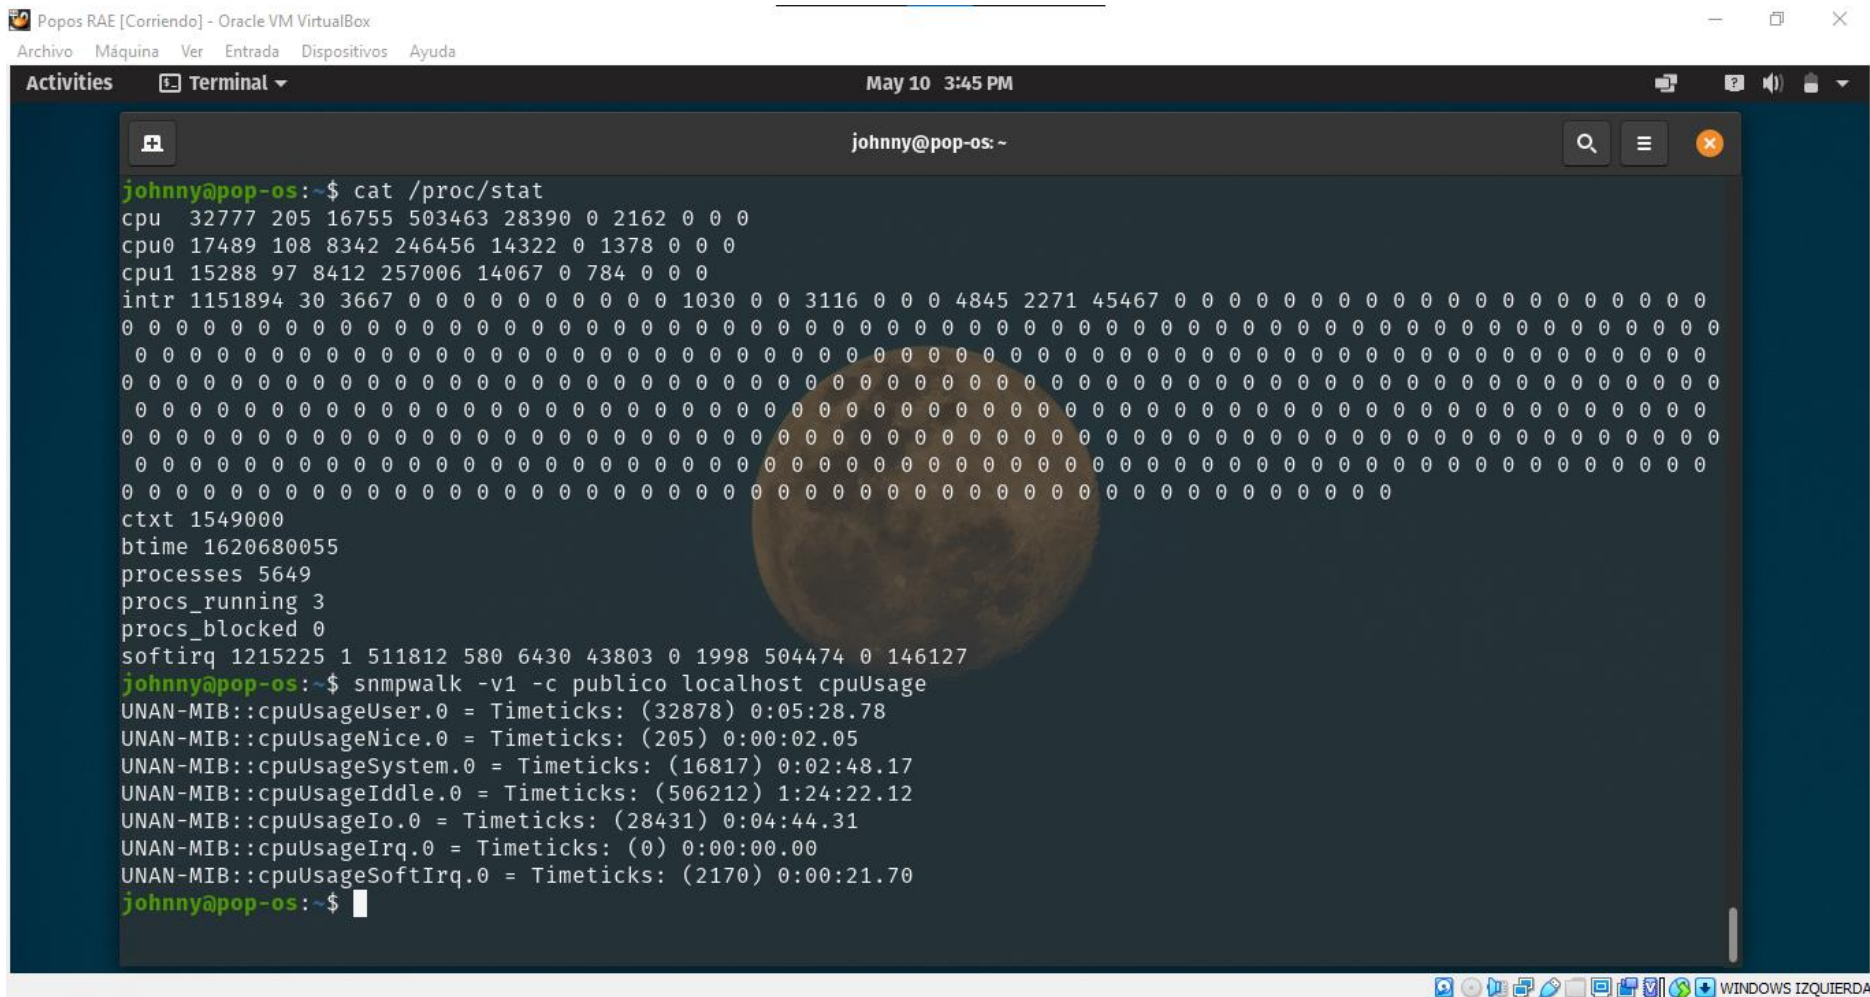 Popos RAE [Corriendo] - Oracle VM VirtualBox
Archivo Máquina Ver Entrada Dispositivos Ayuda
Activities Terminal May 10 3:45 PM
johnny@pop-os: ~
johnny@pop-os:~$ cat /proc/stat
cpu  32777 205 16755 503463 28390 0 2162 0 0 0
cpu0 17489 108 8342 246456 14322 0 1378 0 0 0
cpu1 15288 97 8412 257006 14067 0 784 0 0 0
intr 1151894 30 3667 0 0 0 0 0 0 0 0 0 0 1030 0 0 3116 0 0 0 4845 2271 45467 0 0 0 0 0 0 0 0 0 0 0 0 0 0 0 0 0 0 0 0
0 0 0 0 0 0 0 0 0 0 0 0 0 0 0 0 0 0 0 0 0 0 0 0 0 0 0 0 0 0 0 0 0 0 0 0 0 0 0 0 0 0 0 0 0 0 0 0 0 0 0 0 0 0 0 0 0 0 0
0 0 0 0 0 0 0 0 0 0 0 0 0 0 0 0 0 0 0 0 0 0 0 0 0 0 0 0 0 0 0 0 0 0 0 0 0 0 0 0 0 0 0 0 0 0 0 0 0 0 0 0 0 0 0 0 0 0
0 0 0 0 0 0 0 0 0 0 0 0 0 0 0 0 0 0 0 0 0 0 0 0 0 0 0 0 0 0 0 0 0 0 0 0 0 0 0 0 0 0 0 0 0 0 0 0 0 0 0 0 0 0 0 0 0 0 0
0 0 0 0 0 0 0 0 0 0 0 0 0 0 0 0 0 0 0 0 0 0 0 0 0 0 0 0 0 0 0 0 0 0 0 0 0 0 0 0 0 0 0 0 0 0 0 0 0 0 0 0 0 0 0 0 0 0
0 0 0 0 0 0 0 0 0 0 0 0 0 0 0 0 0 0 0 0 0 0 0 0 0 0 0 0 0 0 0 0 0 0 0 0 0 0 0 0 0 0 0 0 0 0 0 0 0 0 0 0 0 0 0 0 0 0 0
0 0 0 0 0 0 0 0 0 0 0 0 0 0 0 0 0 0 0 0 0 0 0 0 0 0 0 0 0 0 0 0 0 0 0 0 0 0 0 0 0 0 0 0 0 0 0 0 0 0 0 0 0 0 0 0 0 0
0 0 0 0 0 0 0 0 0 0 0 0 0 0 0 0 0 0 0 0 0 0 0 0 0 0 0 0 0 0 0 0 0 0 0 0 0 0 0 0 0 0 0 0 0 0 0
ctxt 1549000
btime 1620680055
processes 5649
procs_running 3
procs_blocked 0
softirq 1215225 1 511812 580 6430 43803 0 1998 504474 0 146127
johnny@pop-os:~$ snmpwalk -v1 -c publico localhost cpuUsage
UNAN-MIB::cpuUsageUser.0 = Timeticks: (32878) 0:05:28.78
UNAN-MIB::cpuUsageNice.0 = Timeticks: (205) 0:00:02.05
UNAN-MIB::cpuUsageSystem.0 = Timeticks: (16817) 0:02:48.17
UNAN-MIB::cpuUsageIddle.0 = Timeticks: (506212) 1:24:22.12
UNAN-MIB::cpuUsageIo.0 = Timeticks: (28431) 0:04:44.31
UNAN-MIB::cpuUsageIrq.0 = Timeticks: (0) 0:00:00.00
UNAN-MIB::cpuUsageSoftIrq.0 = Timeticks: (2170) 0:00:21.70
johnny@pop-os:~$
WINDOWS IZQUIERDA